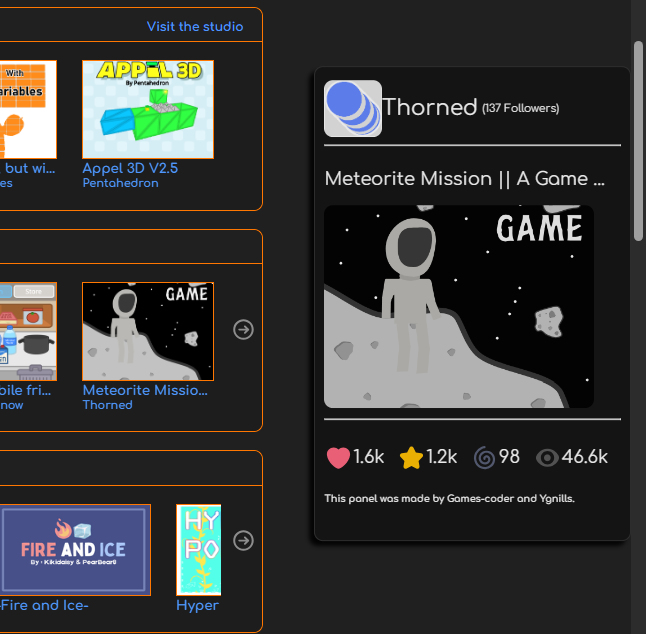 Visit the studio
With
ariables
APPEL 3D
By Pentahedron
, but wi...
es
Appel 3D V2.5
Pentahedron
Store
GAME
bile fri...
now
Meteorite Missio...
Thorned
FIRE AND ICE
By : Kikidaisy & PearBear8
HY
PO
-Fire and Ice-
Hyper
Thorned (137 Followers)
Meteorite Mission || A Game ...
GAME
1.6k 1.2k 98 46.6k
This panel was made by Games-coder and Ygnills.